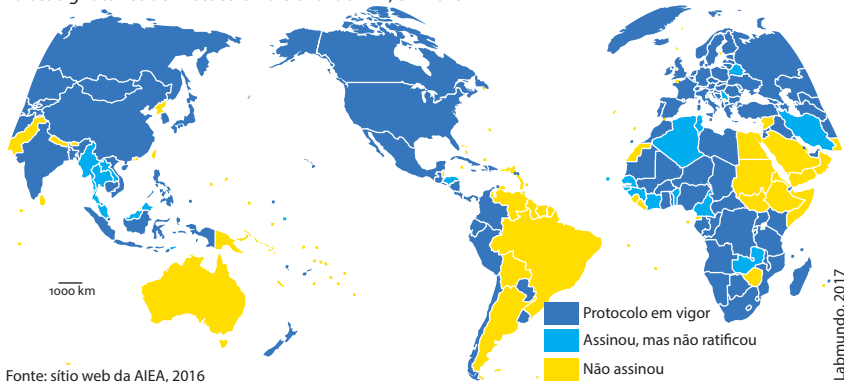 1000 km
Protocolo em vigor
Assinou, mas não ratificou
Não assinou
Fonte: sítio web da AIEA, 2016
Labmundo, 2017